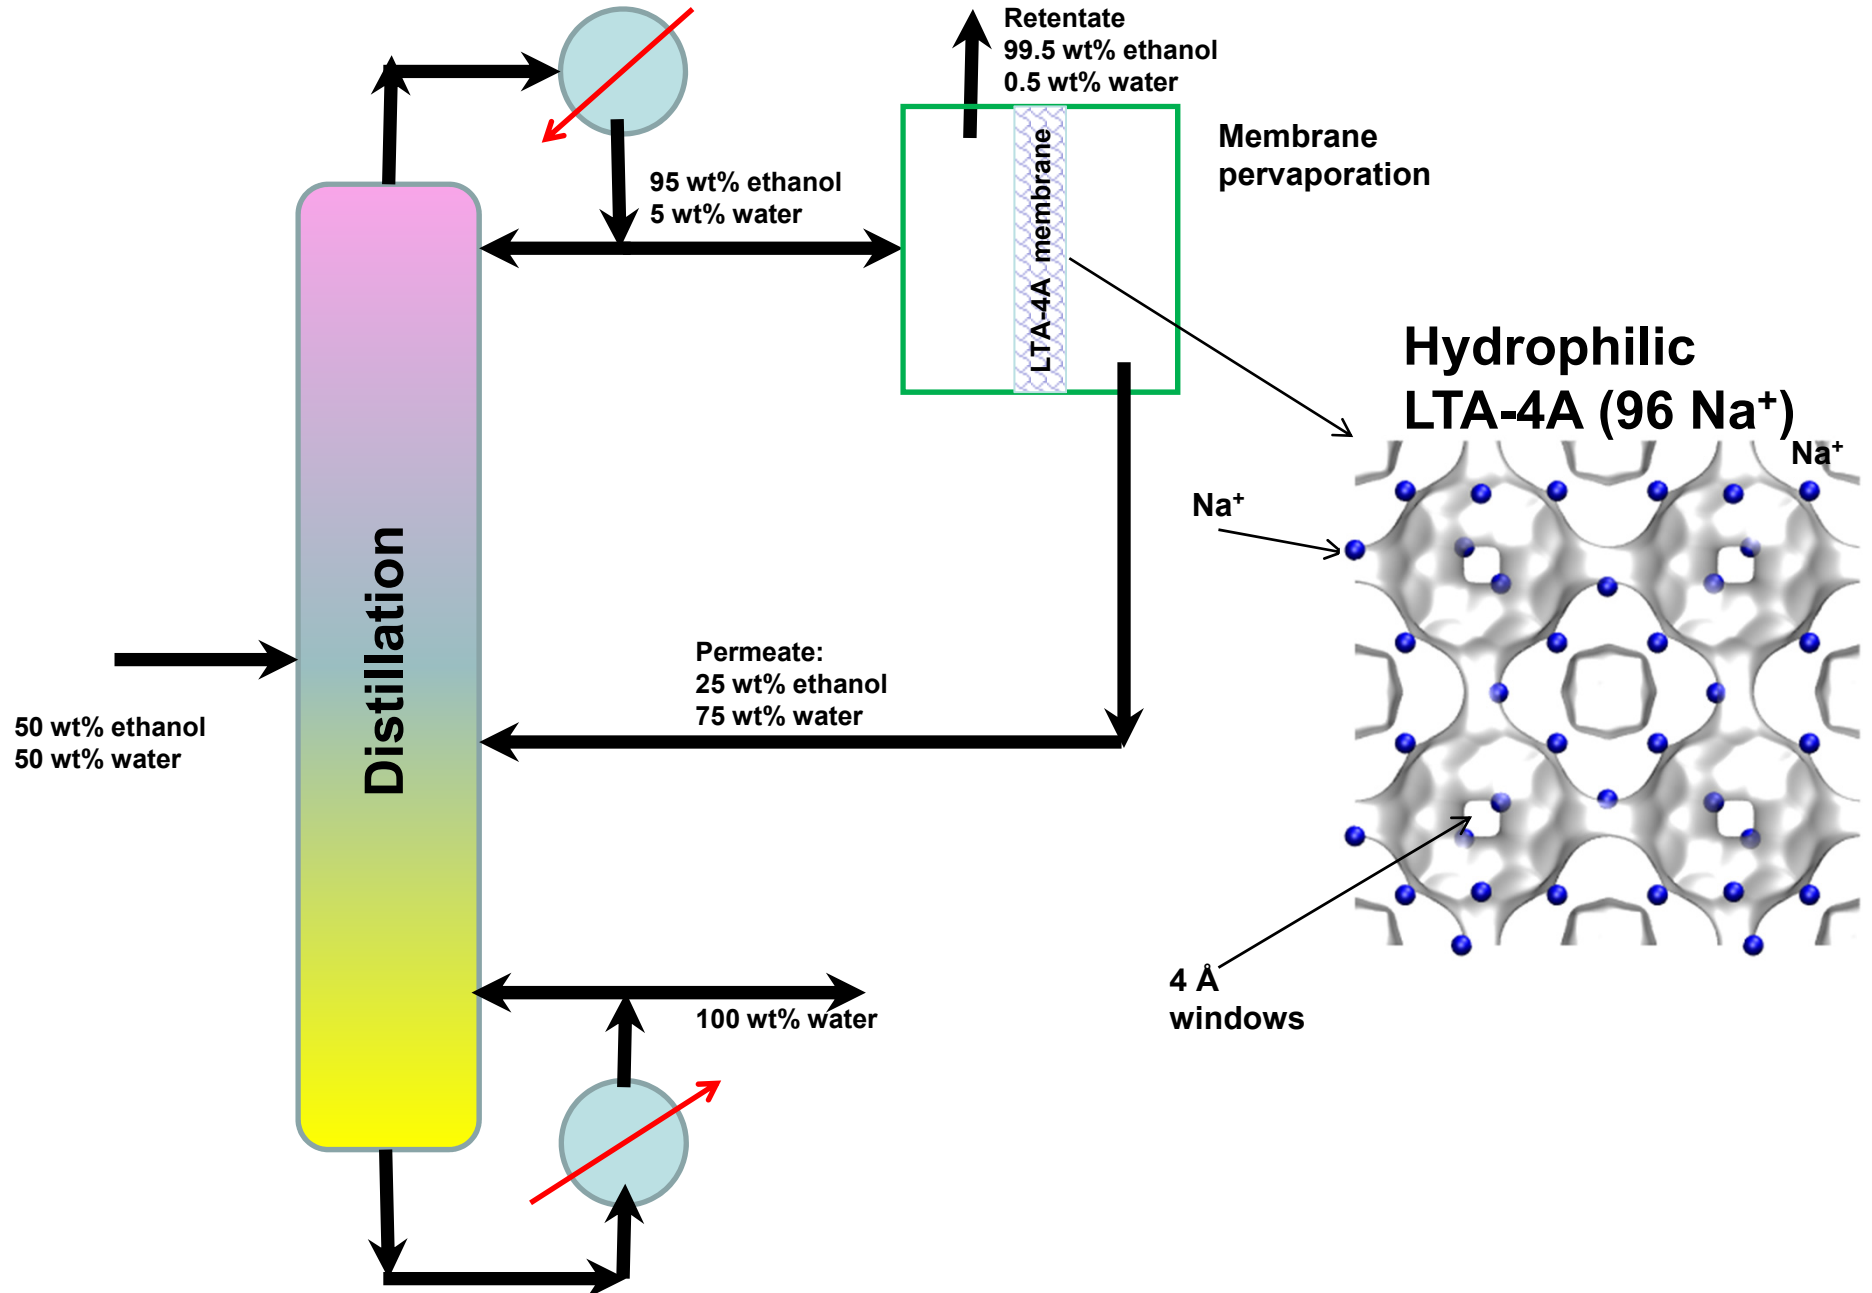 Retentate
99.5 wt% ethanol
0.5 wt% water
Membrane
pervaporation
95 wt% ethanol
5 wt% water
LTA-4A membrane
Hydrophilic
LTA-4A (96 Na⁺)
Na⁺
Na⁺
Distillation
50 wt% ethanol
50 wt% water
Permeate:
25 wt% ethanol
75 wt% water
4 Å
windows
100 wt% water